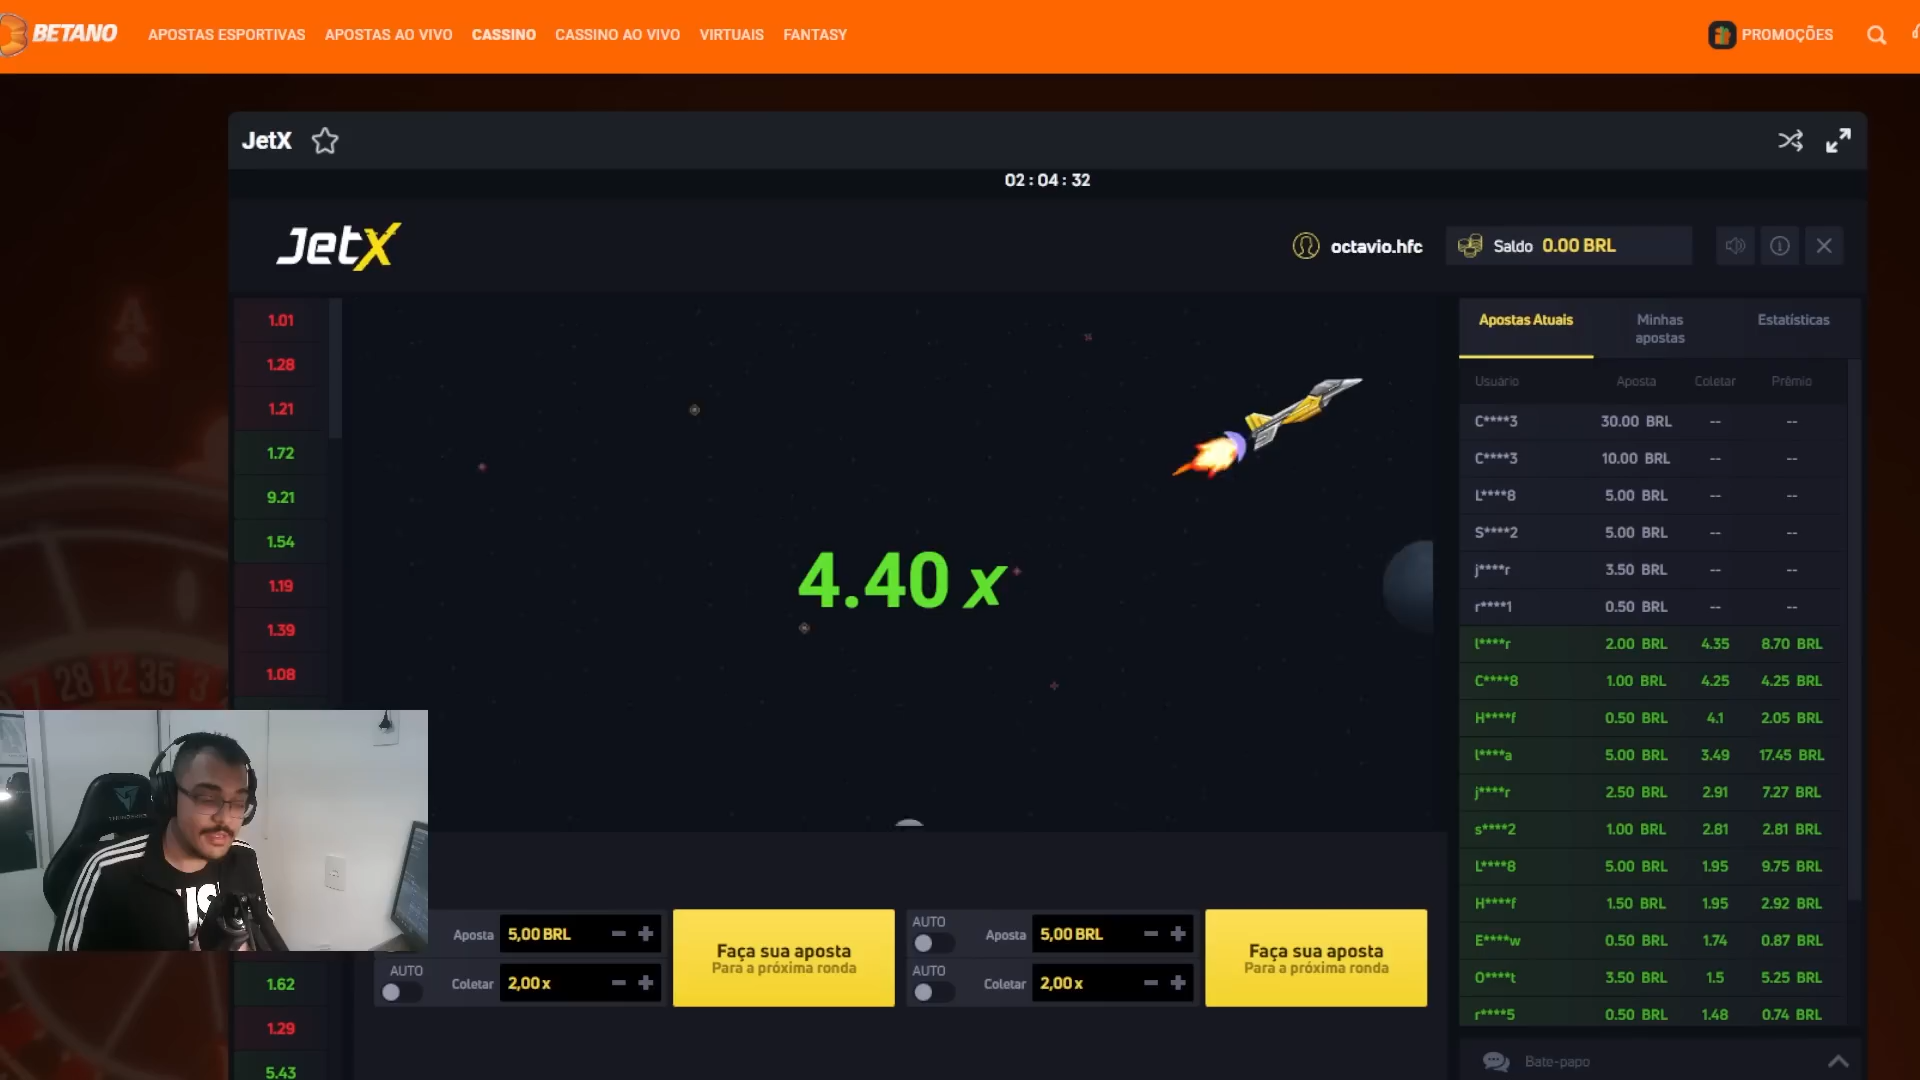 BETANO APOSTAS ESPORTIVAS APOSTAS AO VIVO CASSINO CASSINO AO VIVO VIRTUAIS FANTASY PROMOÇÕES
JetX
02 : 04 : 32
JetX octavio.hfc Saldo 0.00 BRL
1.01
1.28
1.21
1.72
9.21
1.54
1.19
1.39
1.08
1.62
1.29
5.43
4.40 x
Apostas Atuais Minhas apostas Estatísticas
Usuário Aposta Coletar Prêmio
C****3 30.00 BRL -- --
C****3 10.00 BRL -- --
L****8 5.00 BRL -- --
S****2 5.00 BRL -- --
j****r 3.50 BRL -- --
r****1 0.50 BRL -- --
l****r 2.00 BRL 4.35 8.70 BRL
C****8 1.00 BRL 4.25 4.25 BRL
H****f 0.50 BRL 4.1 2.05 BRL
l****a 5.00 BRL 3.49 17.45 BRL
j****r 2.50 BRL 2.91 7.27 BRL
s****2 1.00 BRL 2.81 2.81 BRL
L****8 5.00 BRL 1.95 9.75 BRL
H****f 1.50 BRL 1.95 2.92 BRL
E****w 0.50 BRL 1.74 0.87 BRL
O****t 3.50 BRL 1.5 5.25 BRL
r****5 0.50 BRL 1.48 0.74 BRL
Bate-papo
Aposta 5,00 BRL
AUTO Coletar 2,00 x
Faça sua aposta
Para a próxima ronda
AUTO Aposta 5,00 BRL
AUTO Coletar 2,00 x
Faça sua aposta
Para a próxima ronda
28 12 35 3